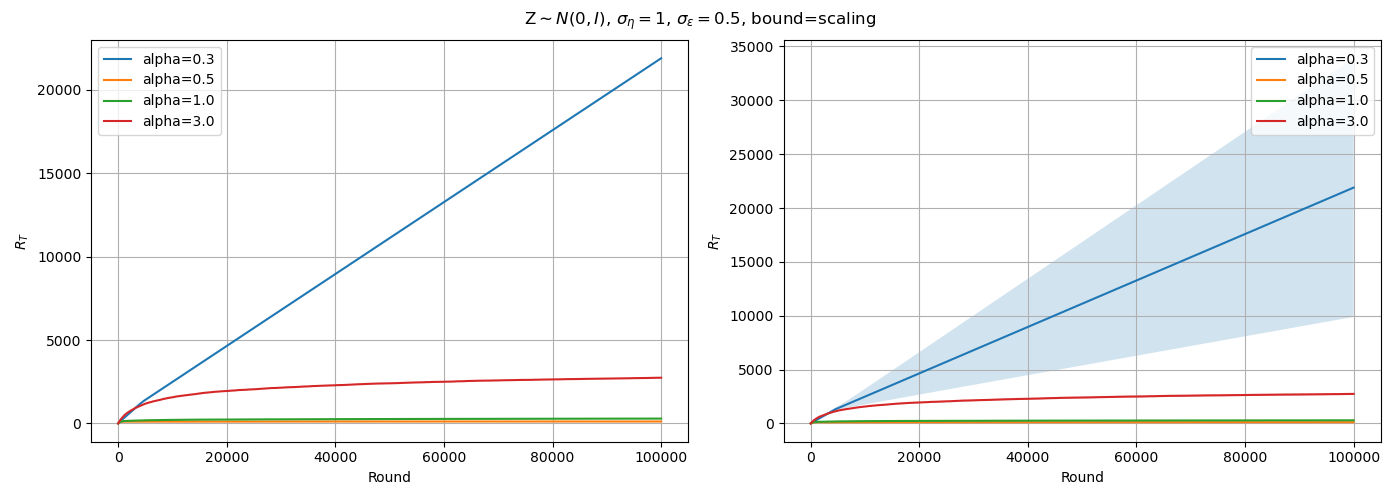 Z ∼ N(0, I), σ_η = 1, σ_ε = 0.5, bound=scaling
alpha=0.3
alpha=0.5
alpha=1.0
alpha=3.0
20000
15000
10000
5000
0
R_T
0 20000 40000 60000 80000 100000
Round
alpha=0.3
alpha=0.5
alpha=1.0
alpha=3.0
35000
30000
25000
20000
15000
10000
5000
0
R_T
0 20000 40000 60000 80000 100000
Round